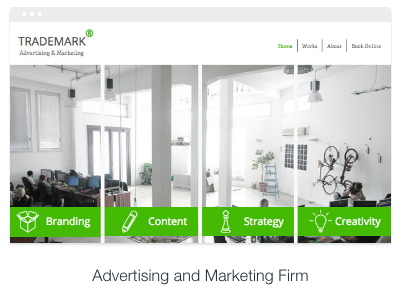 TRADEMARK®
Advertising & Marketing
Home Works About Book Online
Branding Content Strategy Creativity
Advertising and Marketing Firm